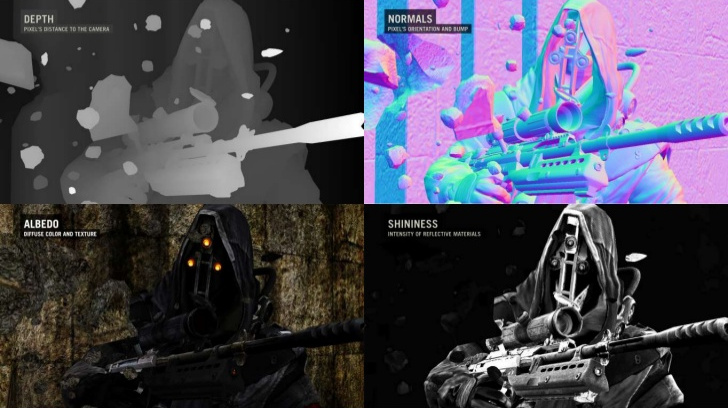 DEPTH
PIXEL'S DISTANCE TO THE CAMERA
NORMALS
PIXEL'S ORIENTATION AND BUMP
ALBEDO
DIFFUSE COLOR AND TEXTURE
SHININESS
INTENSITY OF REFLECTIVE MATERIALS